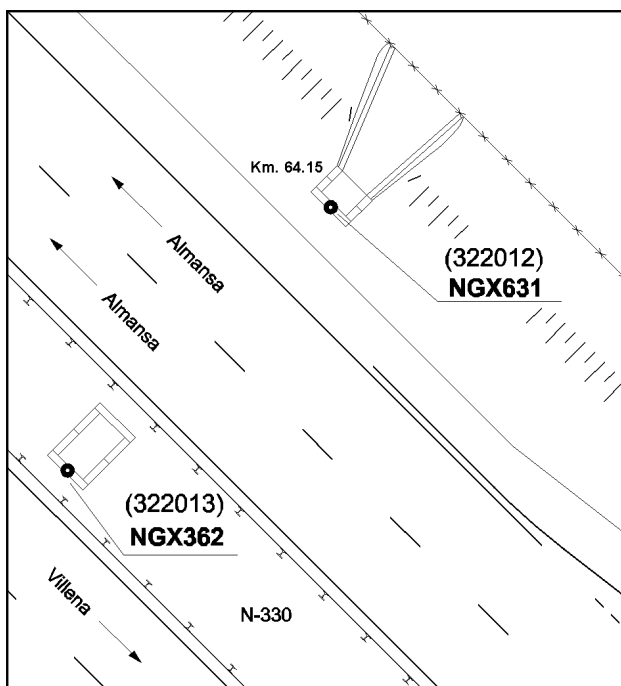 Km. 64.15
(322012)
NGX631
Almansa
Almansa
(322013)
NGX362
Villena
N-330